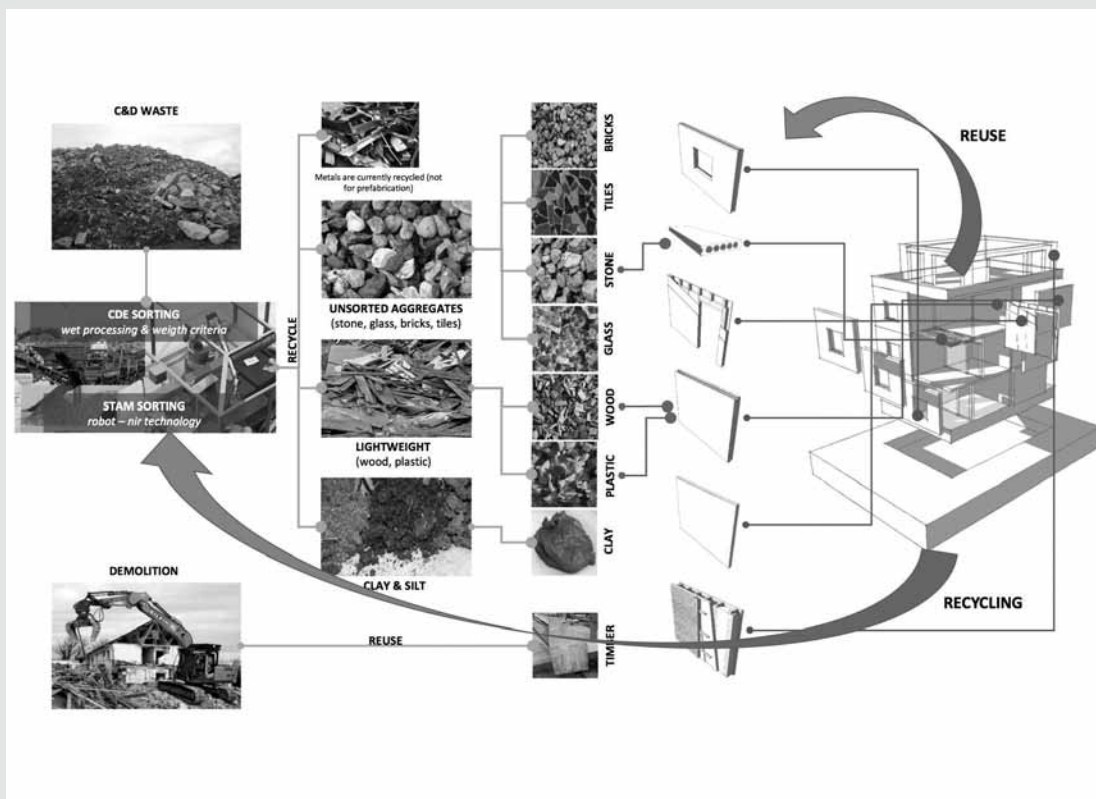 C&D WASTE
CDE SORTING
wet processing & weigth criteria
STAM SORTING
robot – nir technology
DEMOLITION
RECYCLE
REUSE
Metals are currently recycled (not
for prefabrication)
UNSORTED AGGREGATES
(stone, glass, bricks, tiles)
LIGHTWEIGHT
(wood, plastic)
CLAY & SILT
BRICKS
TILES
STONE
GLASS
WOOD
PLASTIC
CLAY
TIMBER
REUSE
RECYCLING